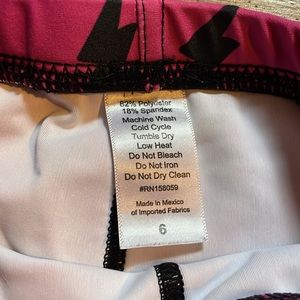 82% Polyester
18% Spandex
Machine Wash
Cold Cycle
Tumble Dry
Low Heat
Do Not Bleach
Do Not Iron
Do Not Dry Clean
#RN158059
Made in Mexico
of Imported Fabrics
6